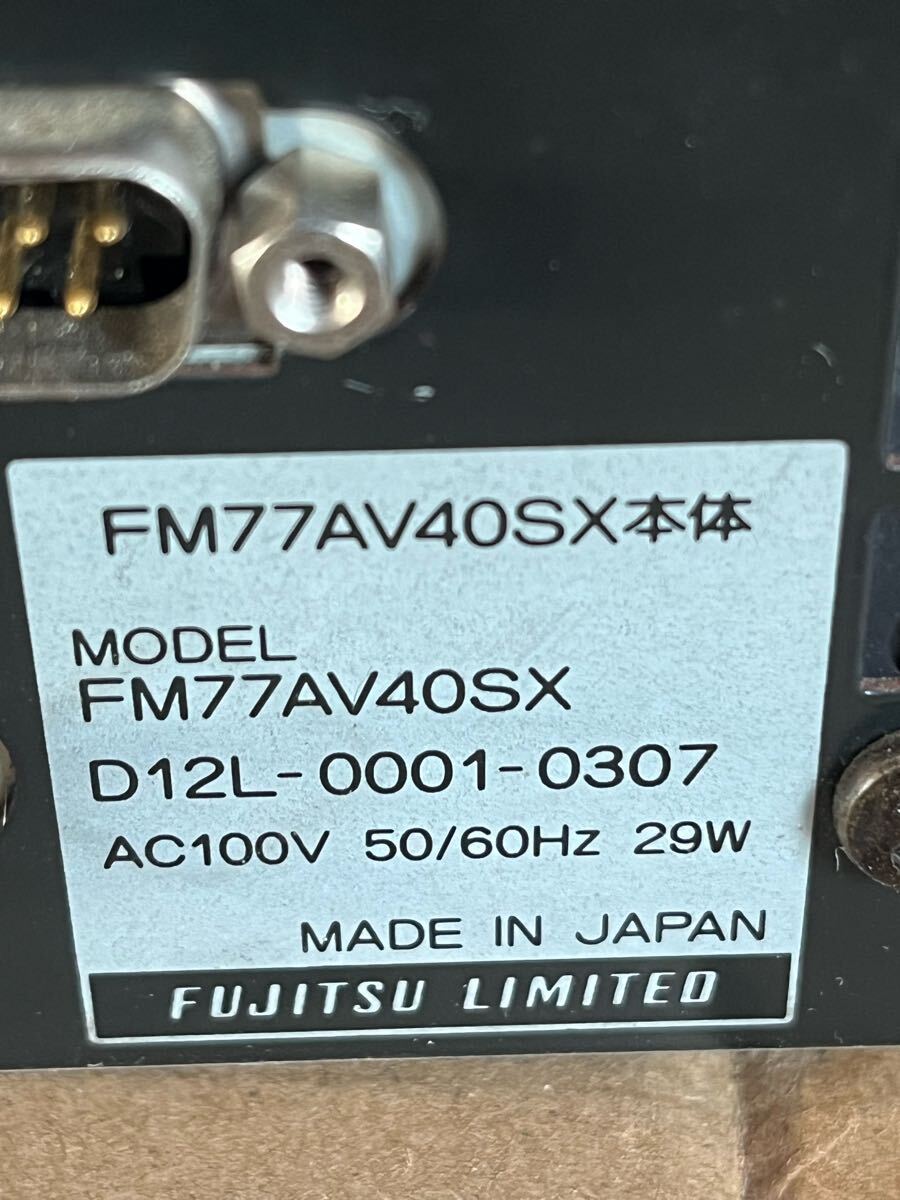 FM77AV40SX本体
MODEL
FM77AV40SX
D12L-0001-0307
AC100V 50/60Hz 29W
MADE IN JAPAN
FUJITSU LIMITED